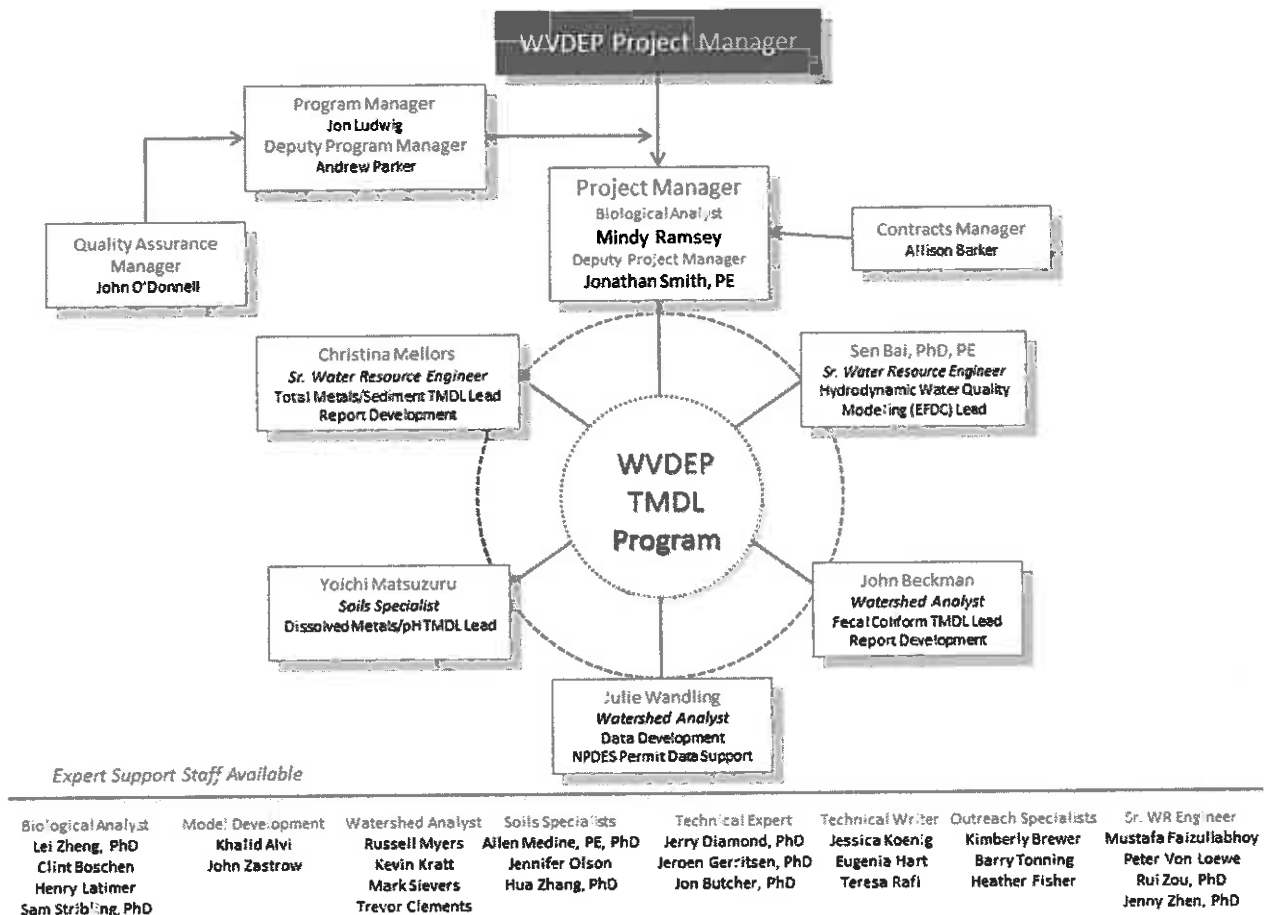 WVDEP Project Manager
Program Manager
Jon Ludwig
Deputy Program Manager
Andrew Parker
Project Manager
Biological Analyst
Mindy Ramsey
Deputy Project Manager
Jonathan Smith, PE
Contracts Manager
Allison Barker
Quality Assurance
Manager
John O'Donnell
Christina Mellors
Sr. Water Resource Engineer
Total Metals/Sediment TMDL Lead
Report Development
Sen Bai, PhD, PE
Sr. Water Resource Engineer
Hydrodynamic Water Quality
Modeling (EFDC) Lead
WVDEP
TMDL
Program
Yoichi Matsuzuru
Soils Specialist
Dissolved Metals/pH TMDL Lead
John Beckman
Watershed Analyst
Fecal Coliform TMDL Lead
Report Development
Julie Wandling
Watershed Analyst
Data Development
NPDES Permit Data Support
Expert Support Staff Available
Biological Analyst
Lei Zheng, PhD
Clint Boschen
Henry Latimer
Sam Stribling, PhD
Model Development
Khalid Alvi
John Zastrow
Watershed Analyst
Russell Myers
Kevin Kratt
Mark Sievers
Trevor Clements
Soils Specialists
Allen Medine, PE, PhD
Jennifer Olson
Hua Zhang, PhD
Technical Expert
Jerry Diamond, PhD
Jeroen Gerritsen, PhD
Jon Butcher, PhD
Technical Writer
Jessica Koenig
Eugenia Hart
Teresa Rafi
Outreach Specialists
Kimberly Brewer
Barry Tonning
Heather Fisher
Sr. WR Engineer
Mustafa Faizullabhoy
Peter Von Loewe
Rui Zou, PhD
Jenny Zhen, PhD